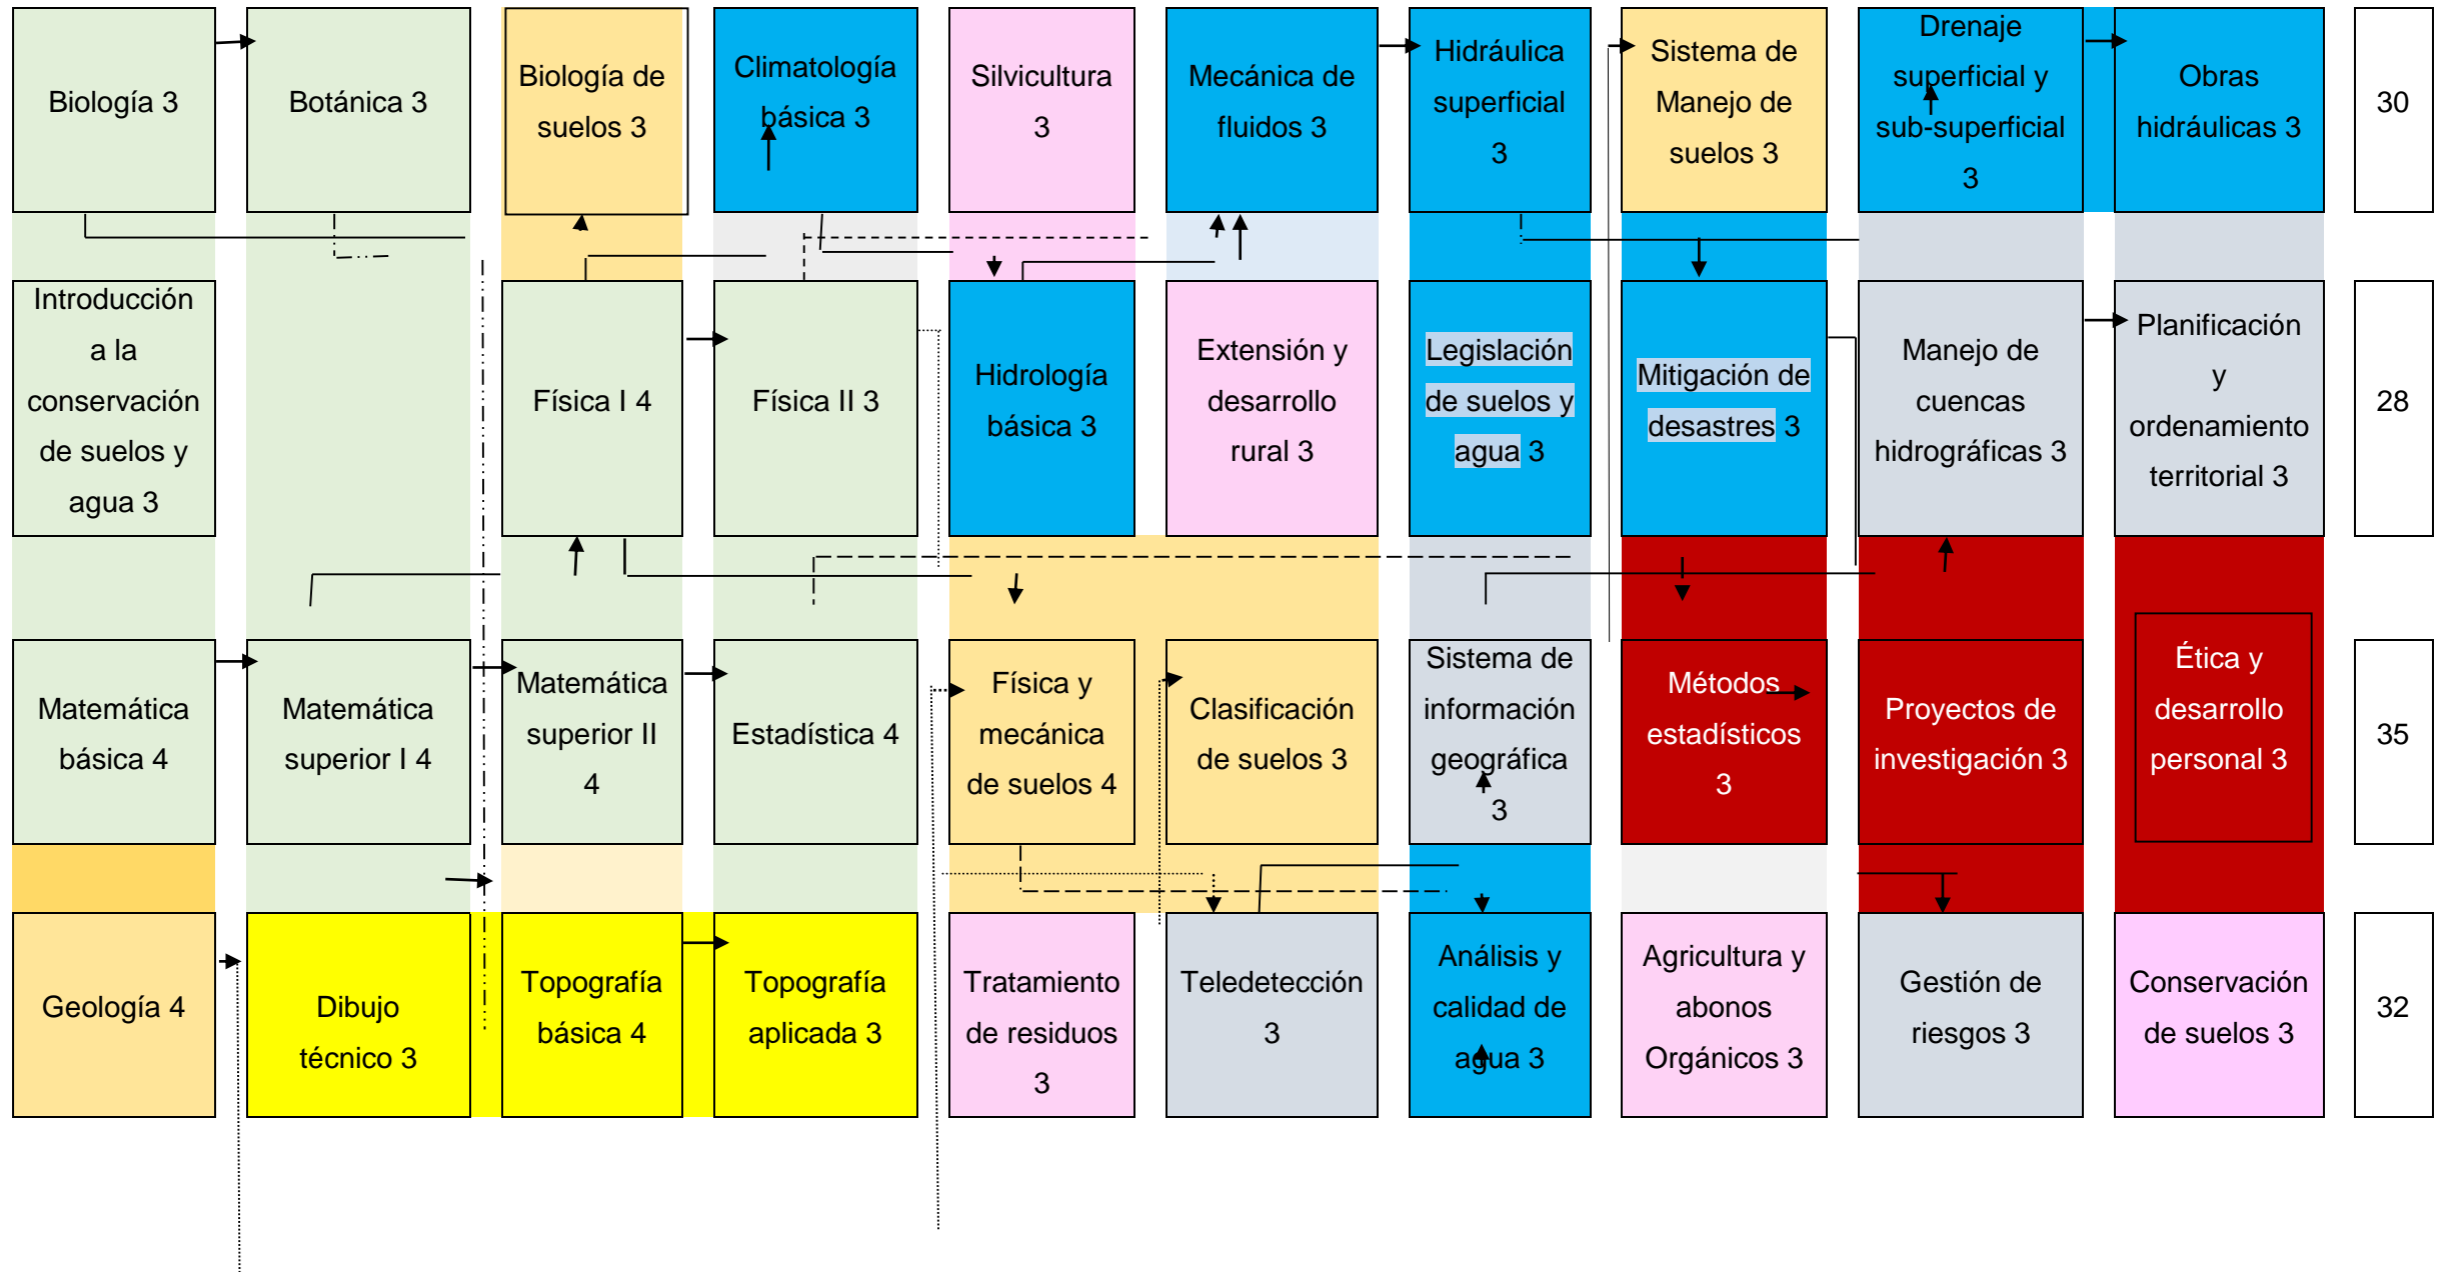 Biología 3
Botánica 3
Biología de
suelos 3
Climatología
básica 3
Silvicultura
3
Mecánica de
fluidos 3
Hidráulica
superficial
3
Sistema de
Manejo de
suelos 3
Drenaje
superficial y
sub-superficial
3
Obras
hidráulicas 3
30
Introducción
a la
conservación
de suelos y
agua 3
Física I 4
Física II 3
Hidrología
básica 3
Extensión y
desarrollo
rural 3
Legislación
de suelos y
agua 3
Mitigación de
desastres 3
Manejo de
cuencas
hidrográficas 3
Planificación
y
ordenamiento
territorial 3
28
Matemática
básica 4
Matemática
superior I 4
Matemática
superior II
4
Estadística 4
Física y
mecánica
de suelos 4
Clasificación
de suelos 3
Sistema de
información
geográfica
3
Métodos
estadísticos
3
Proyectos de
investigación 3
Ética y
desarrollo
personal 3
35
Geología 4
Dibujo
técnico 3
Topografía
básica 4
Topografía
aplicada 3
Tratamiento
de residuos
3
Teledetección
3
Análisis y
calidad de
agua 3
Agricultura y
abonos
Orgánicos 3
Gestión de
riesgos 3
Conservación
de suelos 3
32